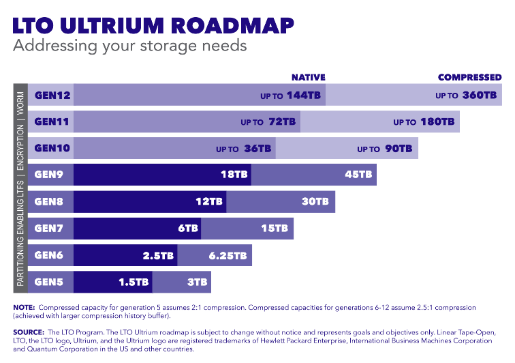 LTO ULTRIUM ROADMAP
Addressing your storage needs
NATIVE COMPRESSED
PARTITIONING ENABLING LTFS | ENCRYPTION | WORM
GEN12 UP TO 144TB UP TO 360TB
GEN11 UP TO 72TB UP TO 180TB
GEN10 UP TO 36TB UP TO 90TB
GEN9 18TB 45TB
GEN8 12TB 30TB
GEN7 6TB 15TB
GEN6 2.5TB 6.25TB
GEN5 1.5TB 3TB
NOTE: Compressed capacity for generation 5 assumes 2:1 compression. Compressed capacities for generations 6-12 assume 2.5:1 compression
(achieved with larger compression history buffer).
SOURCE: The LTO Program. The LTO Ultrium roadmap is subject to change without notice and represents goals and objectives only. Linear Tape-Open,
LTO, the LTO logo, Ultrium, and the Ultrium logo are registered trademarks of Hewlett Packard Enterprise, International Business Machines Corporation
and Quantum Corporation in the US and other countries.